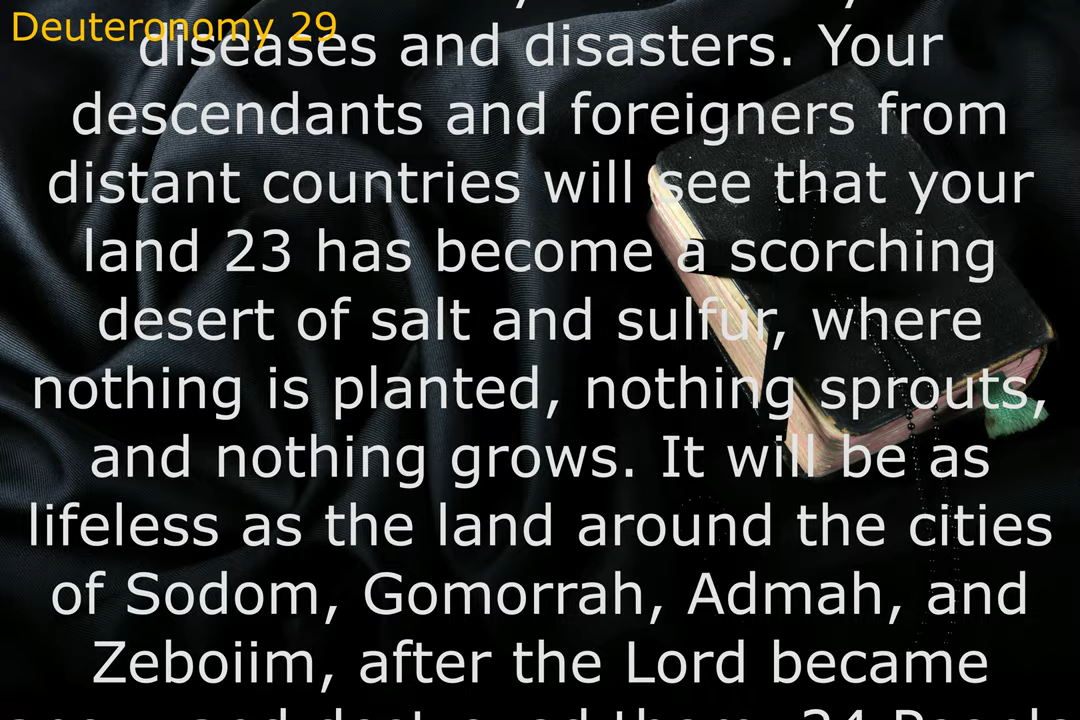 Deuteronomy 29
diseases and disasters. Your
descendants and foreigners from
distant countries will see that your
land 23 has become a scorching
desert of salt and sulfur, where
nothing is planted, nothing sprouts,
and nothing grows. It will be as
lifeless as the land around the cities
of Sodom, Gomorrah, Admah, and
Zeboiim, after the Lord became